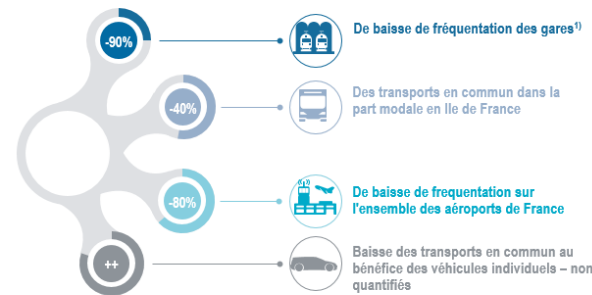 -90%
De baisse de fréquentation des gares¹⁾
-40%
Des transports en commun dans la
part modale en Ile de France
-80%
De baisse de frequentation sur
l'ensemble des aéroports de France
++
Baisse des transports en commun au
bénéfice des véhicules individuels – non
quantifiés